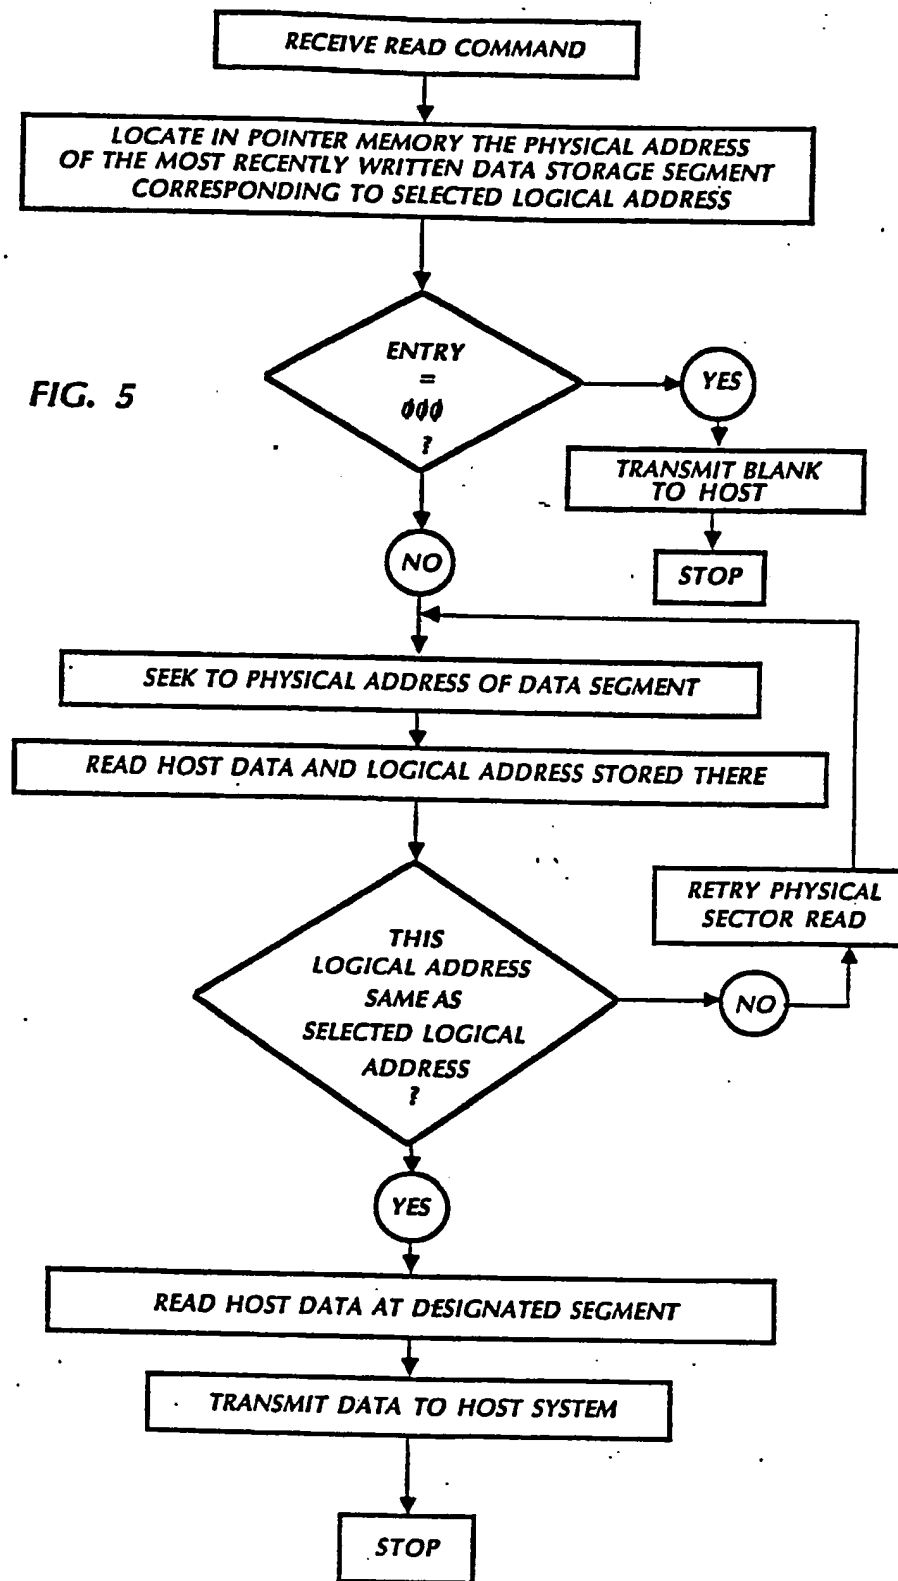 RECEIVE READ COMMAND
LOCATE IN POINTER MEMORY THE PHYSICAL ADDRESS
OF THE MOST RECENTLY WRITTEN DATA STORAGE SEGMENT
CORRESPONDING TO SELECTED LOGICAL ADDRESS
FIG. 5
ENTRY
=
000
?
YES
TRANSMIT BLANK
TO HOST
STOP
NO
SEEK TO PHYSICAL ADDRESS OF DATA SEGMENT
READ HOST DATA AND LOGICAL ADDRESS STORED THERE
RETRY PHYSICAL
SECTOR READ
THIS
LOGICAL ADDRESS
SAME AS
SELECTED LOGICAL
ADDRESS
?
NO
YES
READ HOST DATA AT DESIGNATED SEGMENT
TRANSMIT DATA TO HOST SYSTEM
STOP